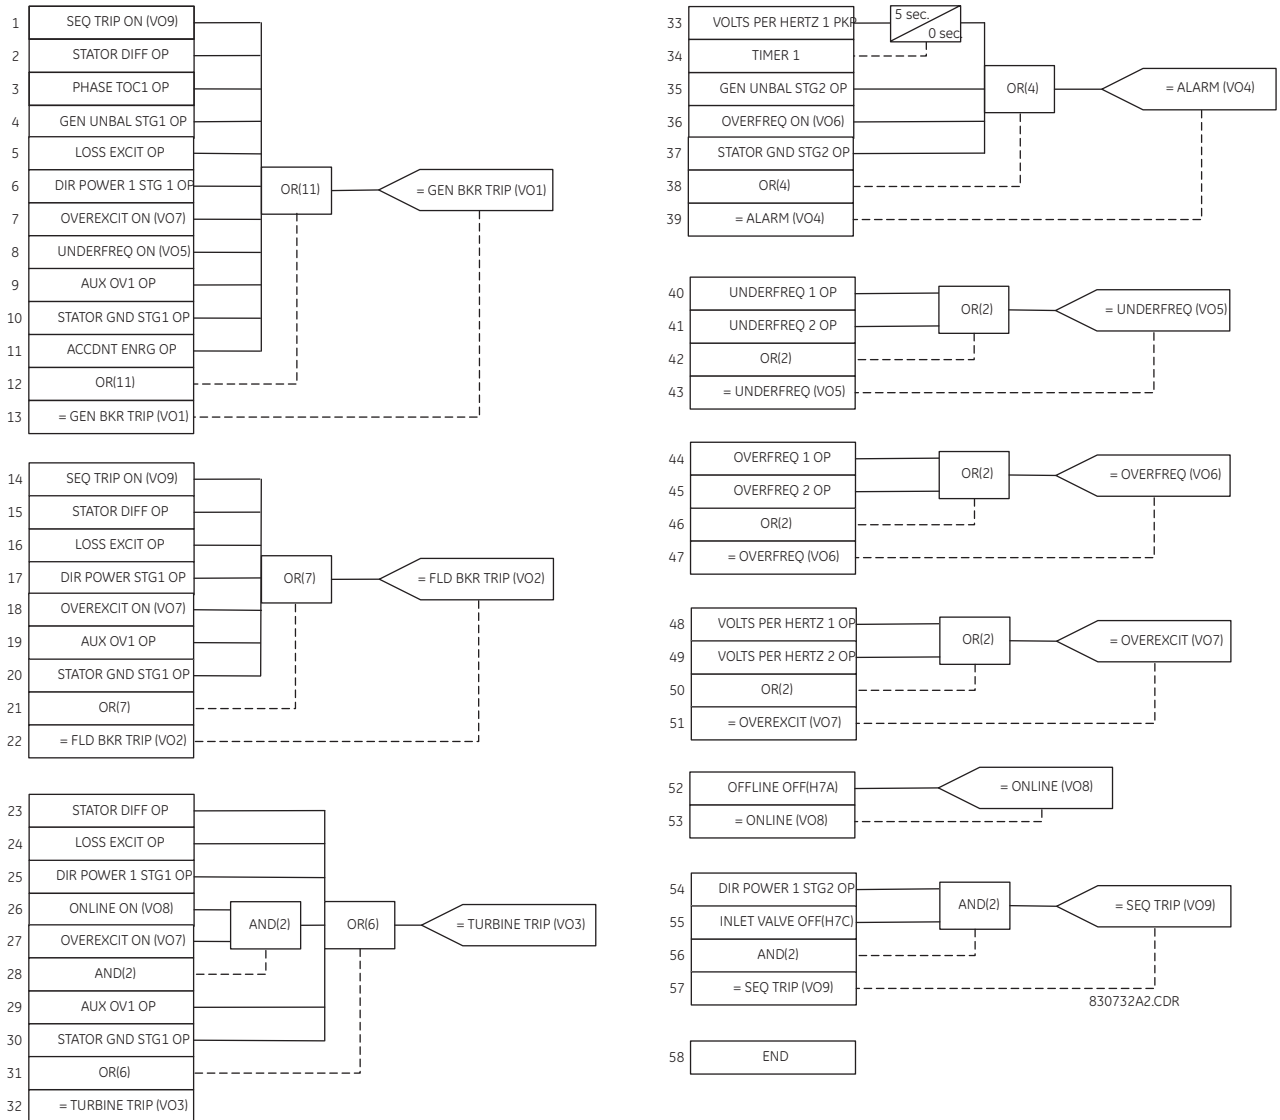 1 SEQ TRIP ON (VO9)
2 STATOR DIFF OP
3 PHASE TOC1 OP
4 GEN UNBAL STG1 OP
5 LOSS EXCIT OP
6 DIR POWER 1 STG 1 OP
7 OVEREXCIT ON (VO7)
8 UNDERFREQ ON (VO5)
9 AUX OV1 OP
10 STATOR GND STG1 OP
11 ACCDNT ENRG OP
12 OR(11)
13 = GEN BKR TRIP (VO1)
OR(11)
= GEN BKR TRIP (VO1)
14 SEQ TRIP ON (VO9)
15 STATOR DIFF OP
16 LOSS EXCIT OP
17 DIR POWER STG1 OP
18 OVEREXCIT ON (VO7)
19 AUX OV1 OP
20 STATOR GND STG1 OP
21 OR(7)
22 = FLD BKR TRIP (VO2)
OR(7)
= FLD BKR TRIP (VO2)
23 STATOR DIFF OP
24 LOSS EXCIT OP
25 DIR POWER 1 STG1 OP
26 ONLINE ON (VO8)
27 OVEREXCIT ON (VO7)
28 AND(2)
29 AUX OV1 OP
30 STATOR GND STG1 OP
31 OR(6)
32 = TURBINE TRIP (VO3)
AND(2)
OR(6)
= TURBINE TRIP (VO3)
33 VOLTS PER HERTZ 1 PKP
34 TIMER 1
35 GEN UNBAL STG2 OP
36 OVERFREQ ON (VO6)
37 STATOR GND STG2 OP
38 OR(4)
39 = ALARM (VO4)
5 sec.
0 sec.
OR(4)
= ALARM (VO4)
40 UNDERFREQ 1 OP
41 UNDERFREQ 2 OP
42 OR(2)
43 = UNDERFREQ (VO5)
OR(2)
= UNDERFREQ (VO5)
44 OVERFREQ 1 OP
45 OVERFREQ 2 OP
46 OR(2)
47 = OVERFREQ (VO6)
OR(2)
= OVERFREQ (VO6)
48 VOLTS PER HERTZ 1 OP
49 VOLTS PER HERTZ 2 OP
50 OR(2)
51 = OVEREXCIT (VO7)
OR(2)
= OVEREXCIT (VO7)
52 OFFLINE OFF(H7A)
53 = ONLINE (VO8)
= ONLINE (VO8)
54 DIR POWER 1 STG2 OP
55 INLET VALVE OFF(H7C)
56 AND(2)
57 = SEQ TRIP (VO9)
AND(2)
= SEQ TRIP (VO9)
830732A2.CDR
58 END